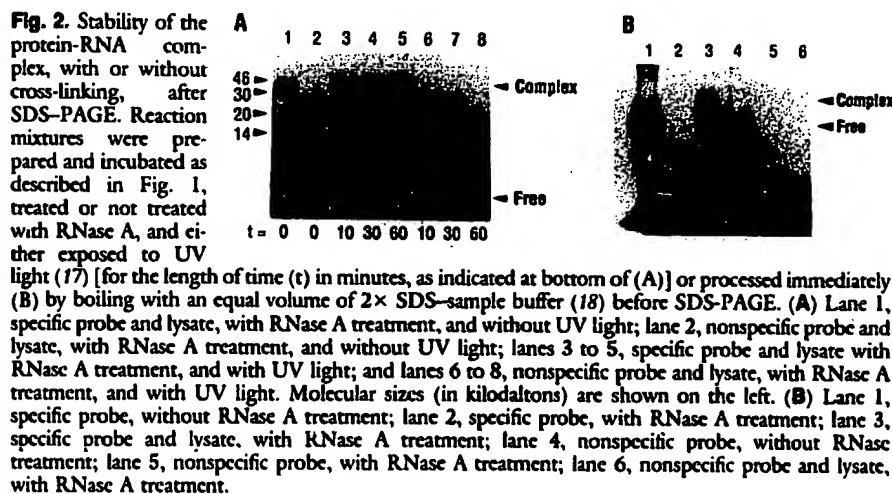 Fig. 2. Stability of the
protein-RNA com-
plex, with or without
cross-linking, after
SDS–PAGE. Reaction
mixtures were pre-
pared and incubated as
described in Fig. 1,
treated or not treated
with RNase A, and ei-
ther exposed to UV
A
1 2 3 4 5 6 7 8
46
30
20
14
Complex
Free
t = 0 0 10 30 60 10 30 60
B
1 2 3 4 5 6
Complex
Free
light (17) [for the length of time (t) in minutes, as indicated at bottom of (A)] or processed immediately
(B) by boiling with an equal volume of 2× SDS–sample buffer (18) before SDS-PAGE. (A) Lane 1,
specific probe and lysate, with RNase A treatment, and without UV light; lane 2, nonspecific probe and
lysate, with RNase A treatment, and without UV light; lanes 3 to 5, specific probe and lysate with
RNase A treatment, and with UV light; and lanes 6 to 8, nonspecific probe and lysate, with RNase A
treatment, and with UV light. Molecular sizes (in kilodaltons) are shown on the left. (B) Lane 1,
specific probe, without RNase A treatment; lane 2, specific probe, with RNase A treatment; lane 3,
specific probe and lysate, with RNase A treatment; lane 4, nonspecific probe, without RNase
treatment; lane 5, nonspecific probe, with RNase A treatment; lane 6, nonspecific probe and lysate,
with RNase A treatment.